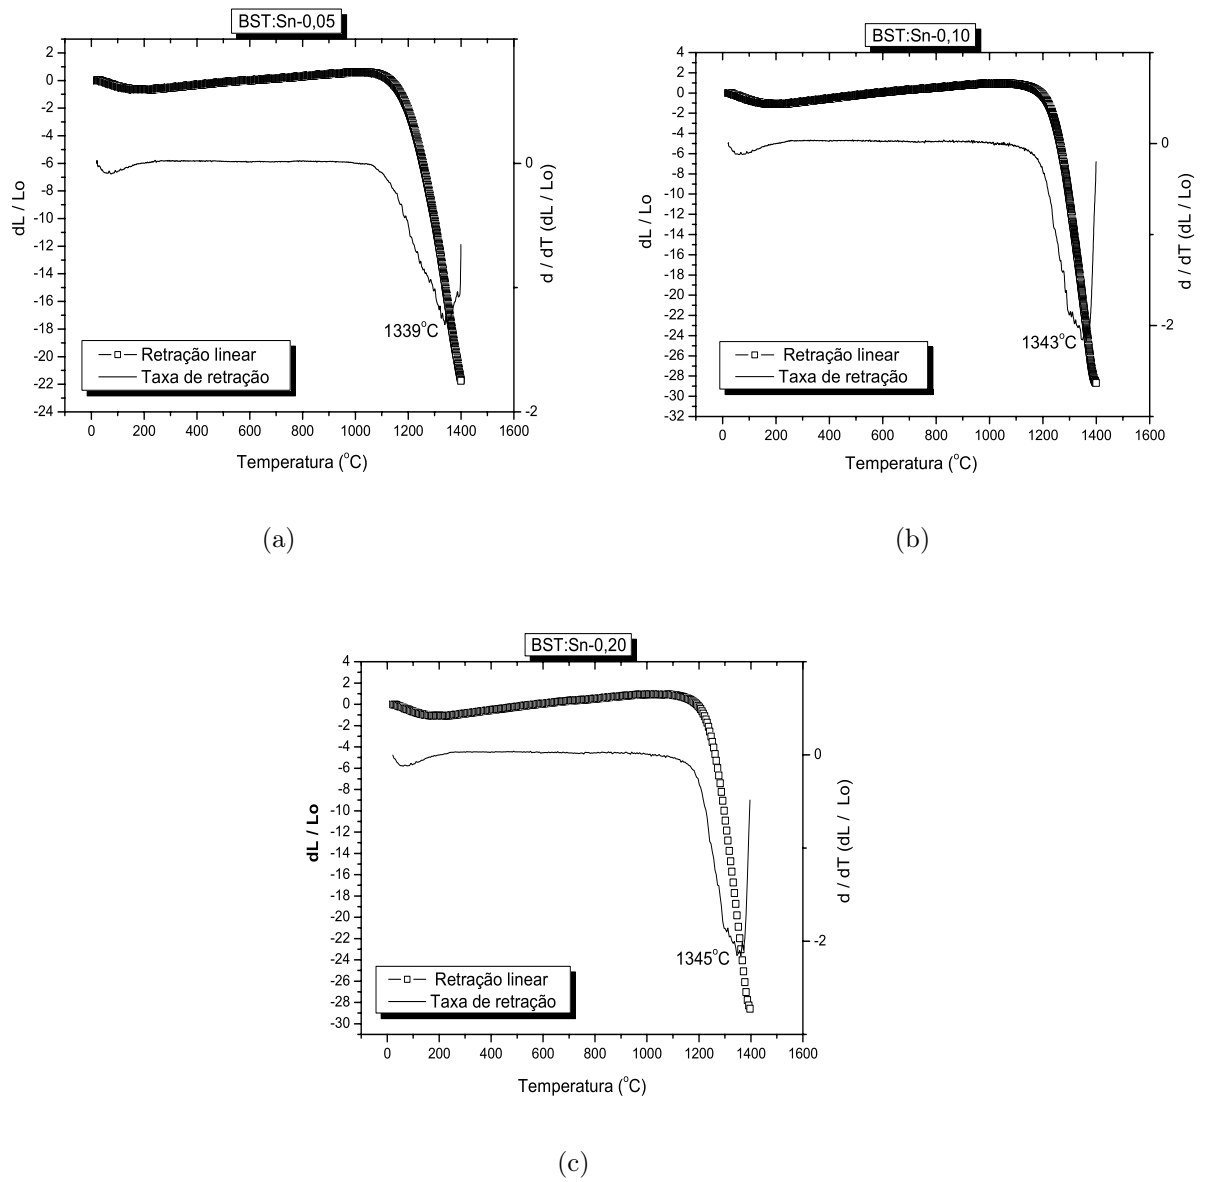 BST:Sn-0,05
2
0
-2
-4
-6
-8
-10
-12
-14
-16
-18
-20
-22
-24
dL / Lo
0
-2
d / dT (dL / Lo)
1339°C
Retração linear
Taxa de retração
0 200 400 600 800 1000 1200 1400 1600
Temperatura (°C)
(a)
BST:Sn-0,10
4
2
0
-2
-4
-6
-8
-10
-12
-14
-16
-18
-20
-22
-24
-26
-28
-30
-32
dL / Lo
0
-2
d / dT (dL / Lo)
1343°C
Retração linear
Taxa de retração
0 200 400 600 800 1000 1200 1400 1600
Temperatura (°C)
(b)
BST:Sn-0,20
4
2
0
-2
-4
-6
-8
-10
-12
-14
-16
-18
-20
-22
-24
-26
-28
-30
dL / Lo
0
-2
d / dT (dL / Lo)
1345°C
Retração linear
Taxa de retração
0 200 400 600 800 1000 1200 1400 1600
Temperatura (°C)
(c)